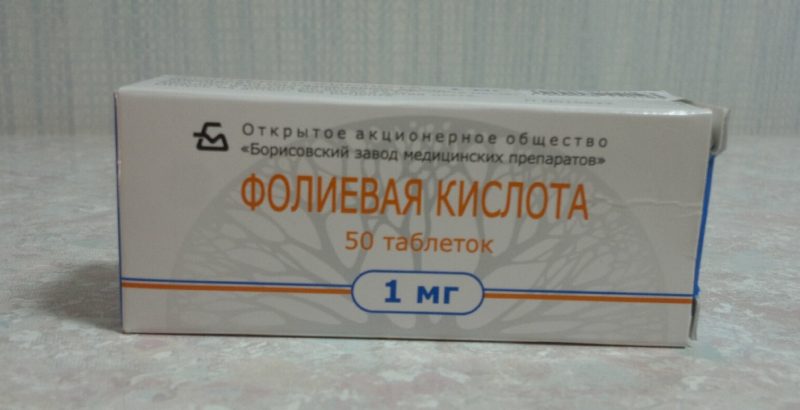 Открытое акционерное общество
«Борисовский завод медицинских препаратов»
ФОЛИЕВАЯ КИСЛОТА
50 таблеток
1 мг